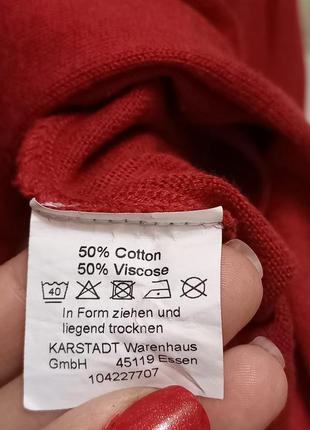 50% Cotton
50% Viscose
40
In Form ziehen und
liegend trocknen
KARSTADT Warenhaus
GmbH 45119 Essen
104227707